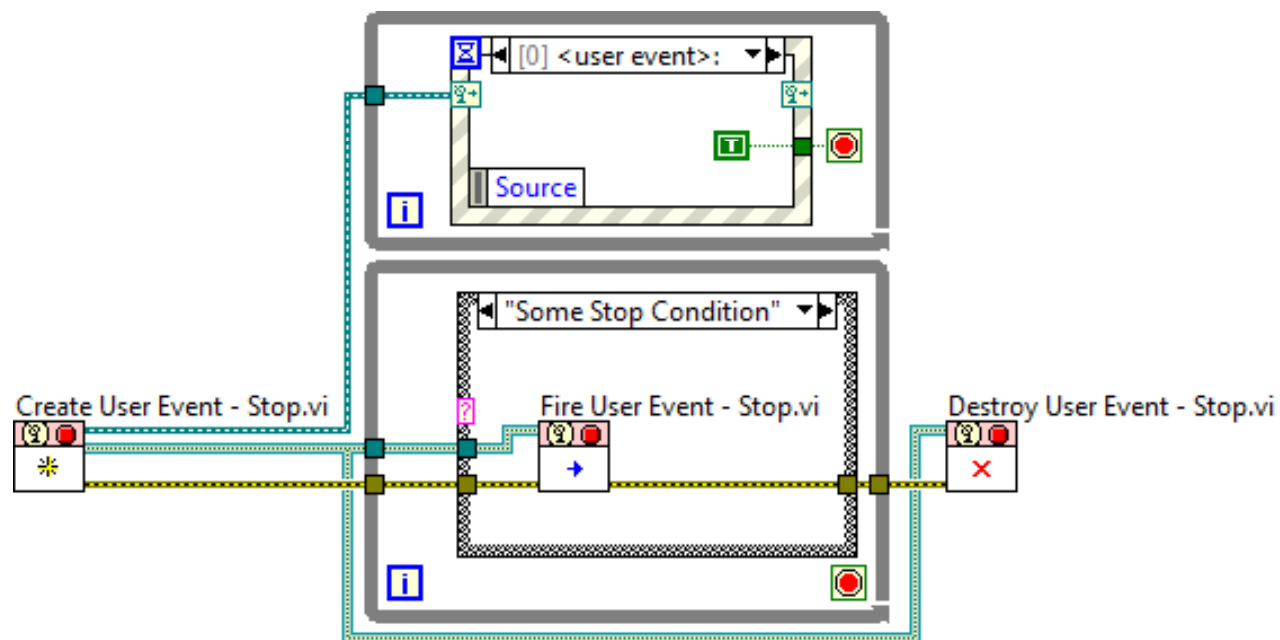 [0] <user event>:
T
Source
i
"Some Stop Condition"
Create User Event - Stop.vi
?
Fire User Event - Stop.vi
Destroy User Event - Stop.vi
i